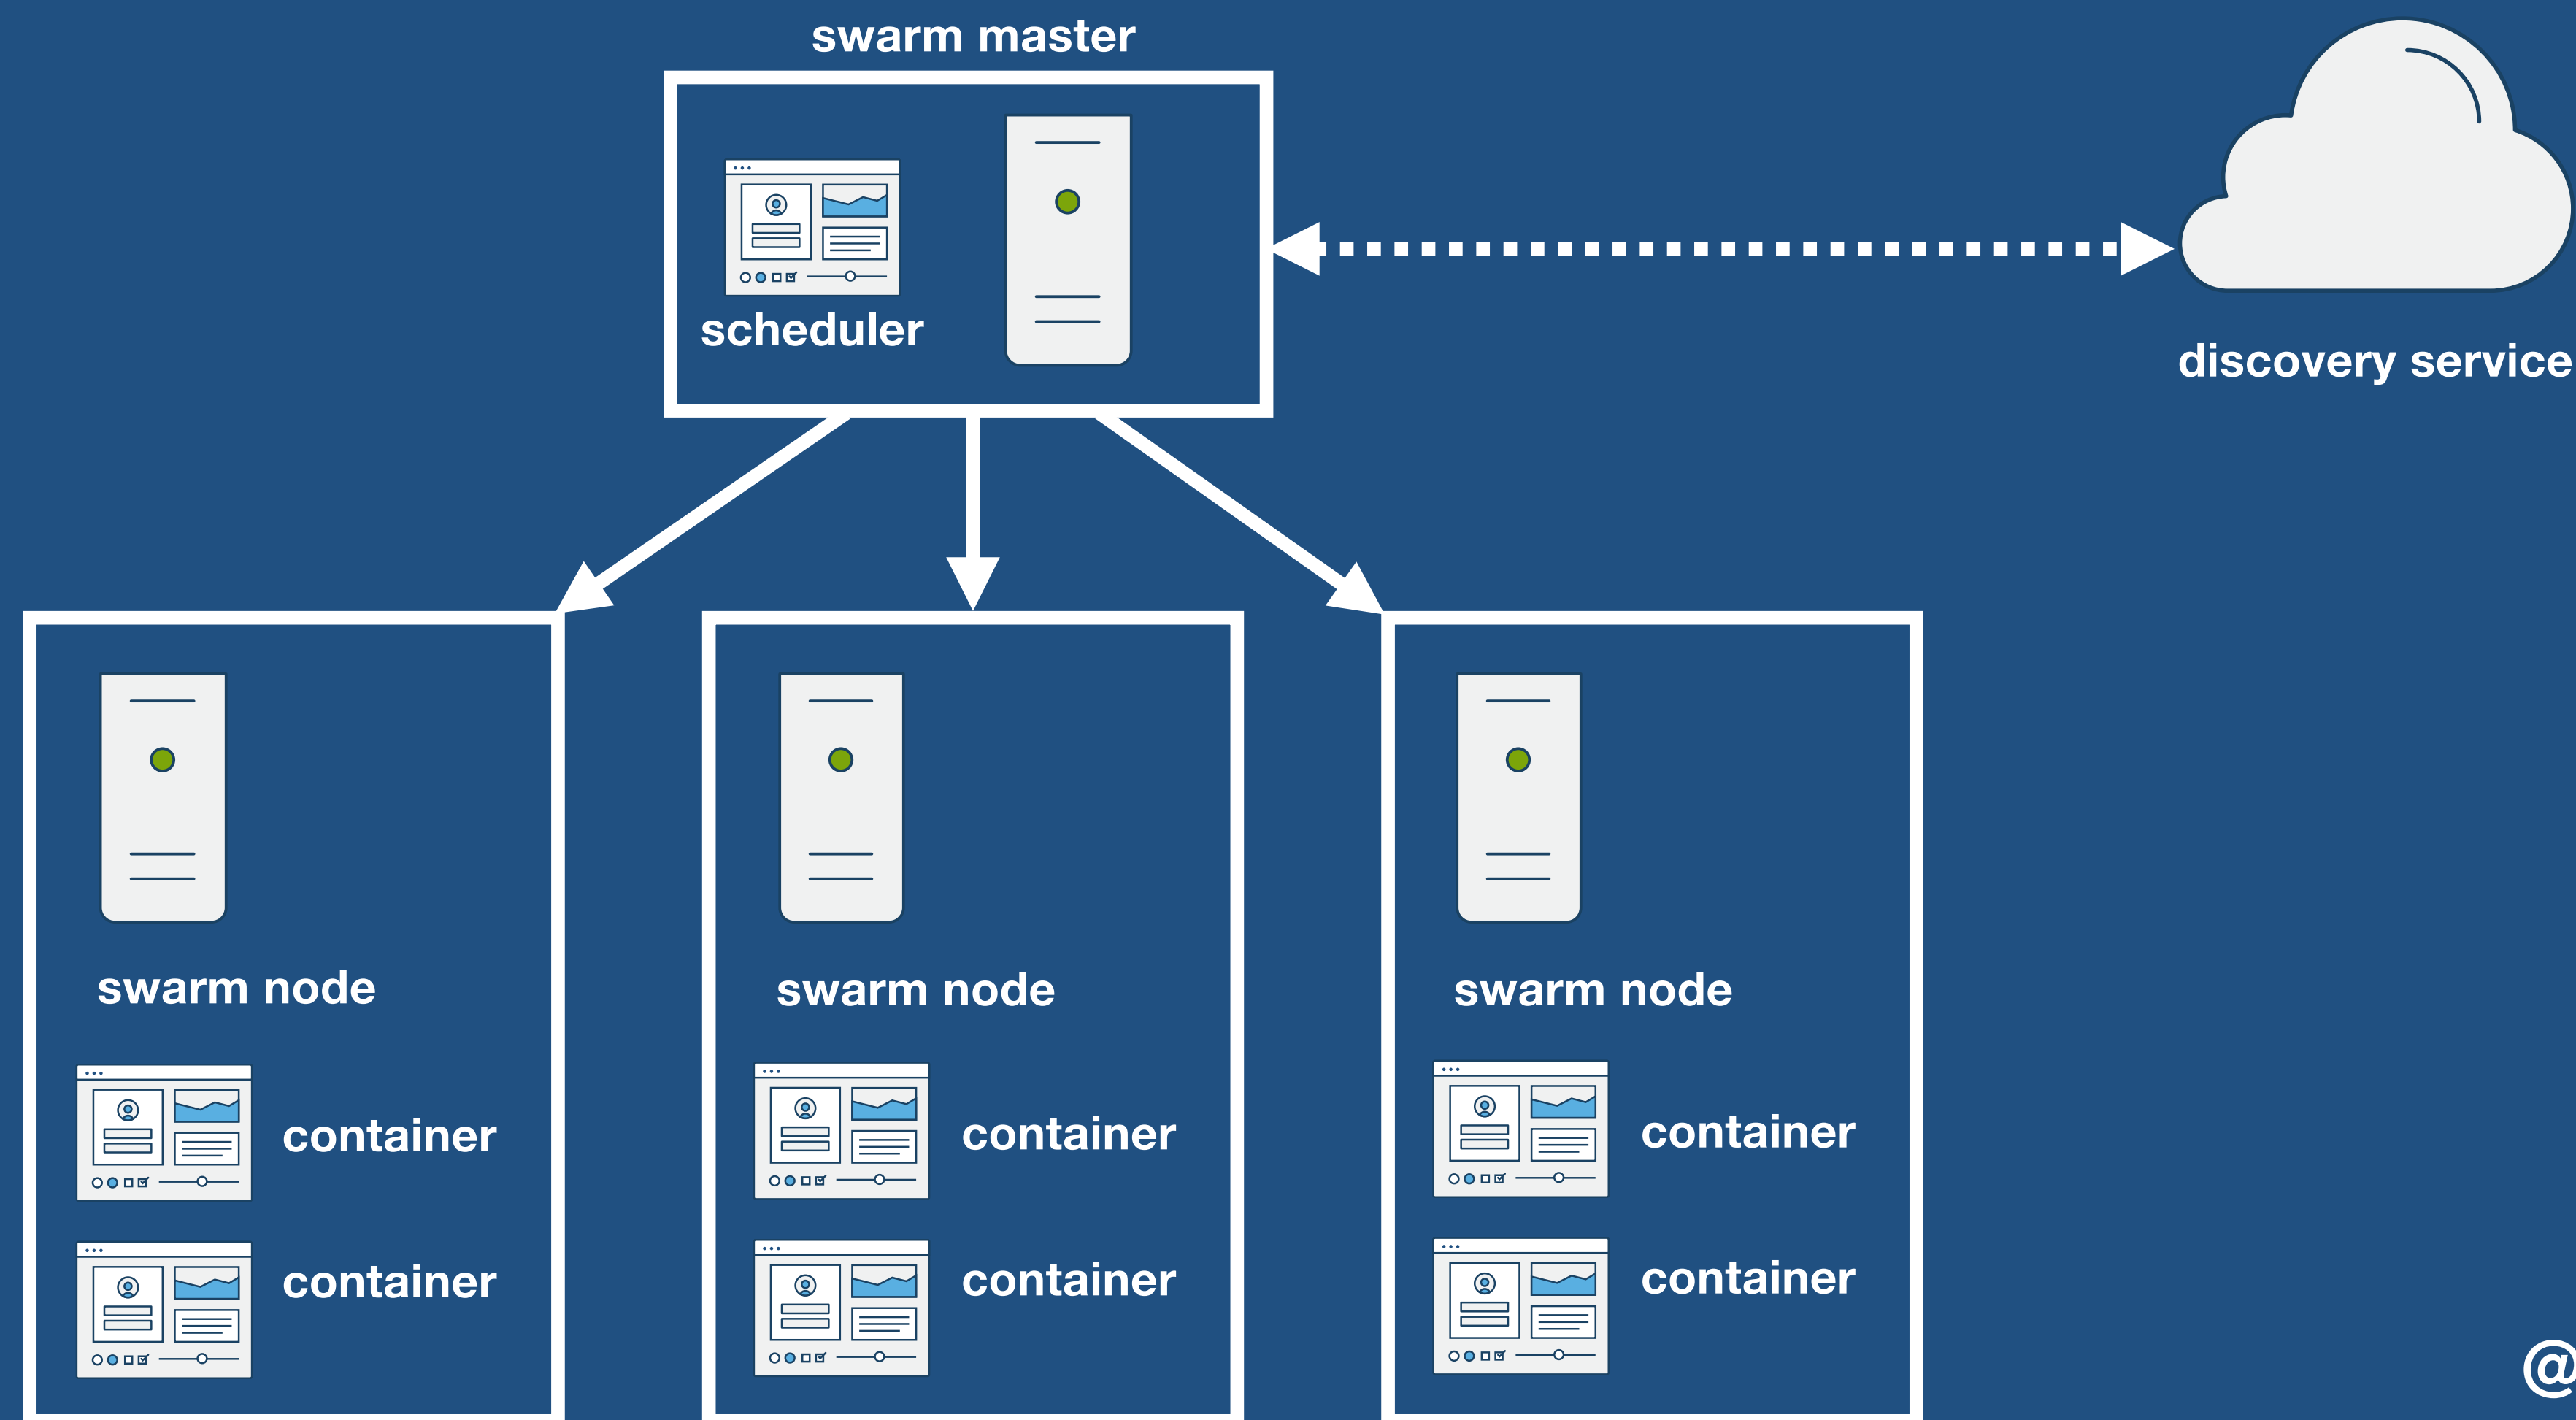 swarm master
scheduler
discovery service
swarm node
swarm node
swarm node
container
container
container
container
container
container
@